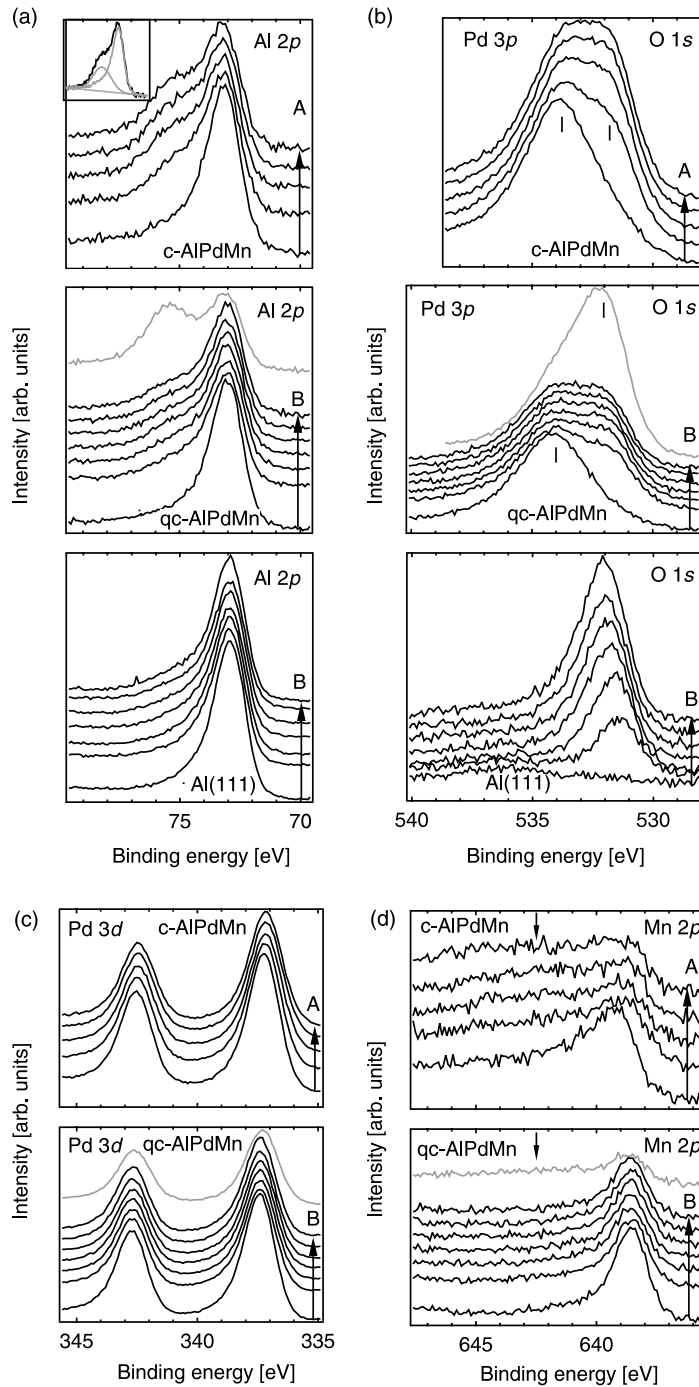 (a)
Al 2p
A
c-AlPdMn
Al 2p
B
qc-AlPdMn
Al 2p
B
Al(111)
75 70
Binding energy [eV]
Intensity [arb. units]
(b)
Pd 3p O 1s
A
c-AlPdMn
Pd 3p O 1s
B
qc-AlPdMn
O 1s
B
Al(111)
540 535 530
Binding energy [eV]
Intensity [arb. units]
(c)
Pd 3d c-AlPdMn
A
Pd 3d qc-AlPdMn
B
345 340 335
Binding energy [eV]
Intensity [arb. units]
(d)
c-AlPdMn Mn 2p
A
qc-AlPdMn Mn 2p
B
645 640
Binding energy [eV]
Intensity [arb. units]